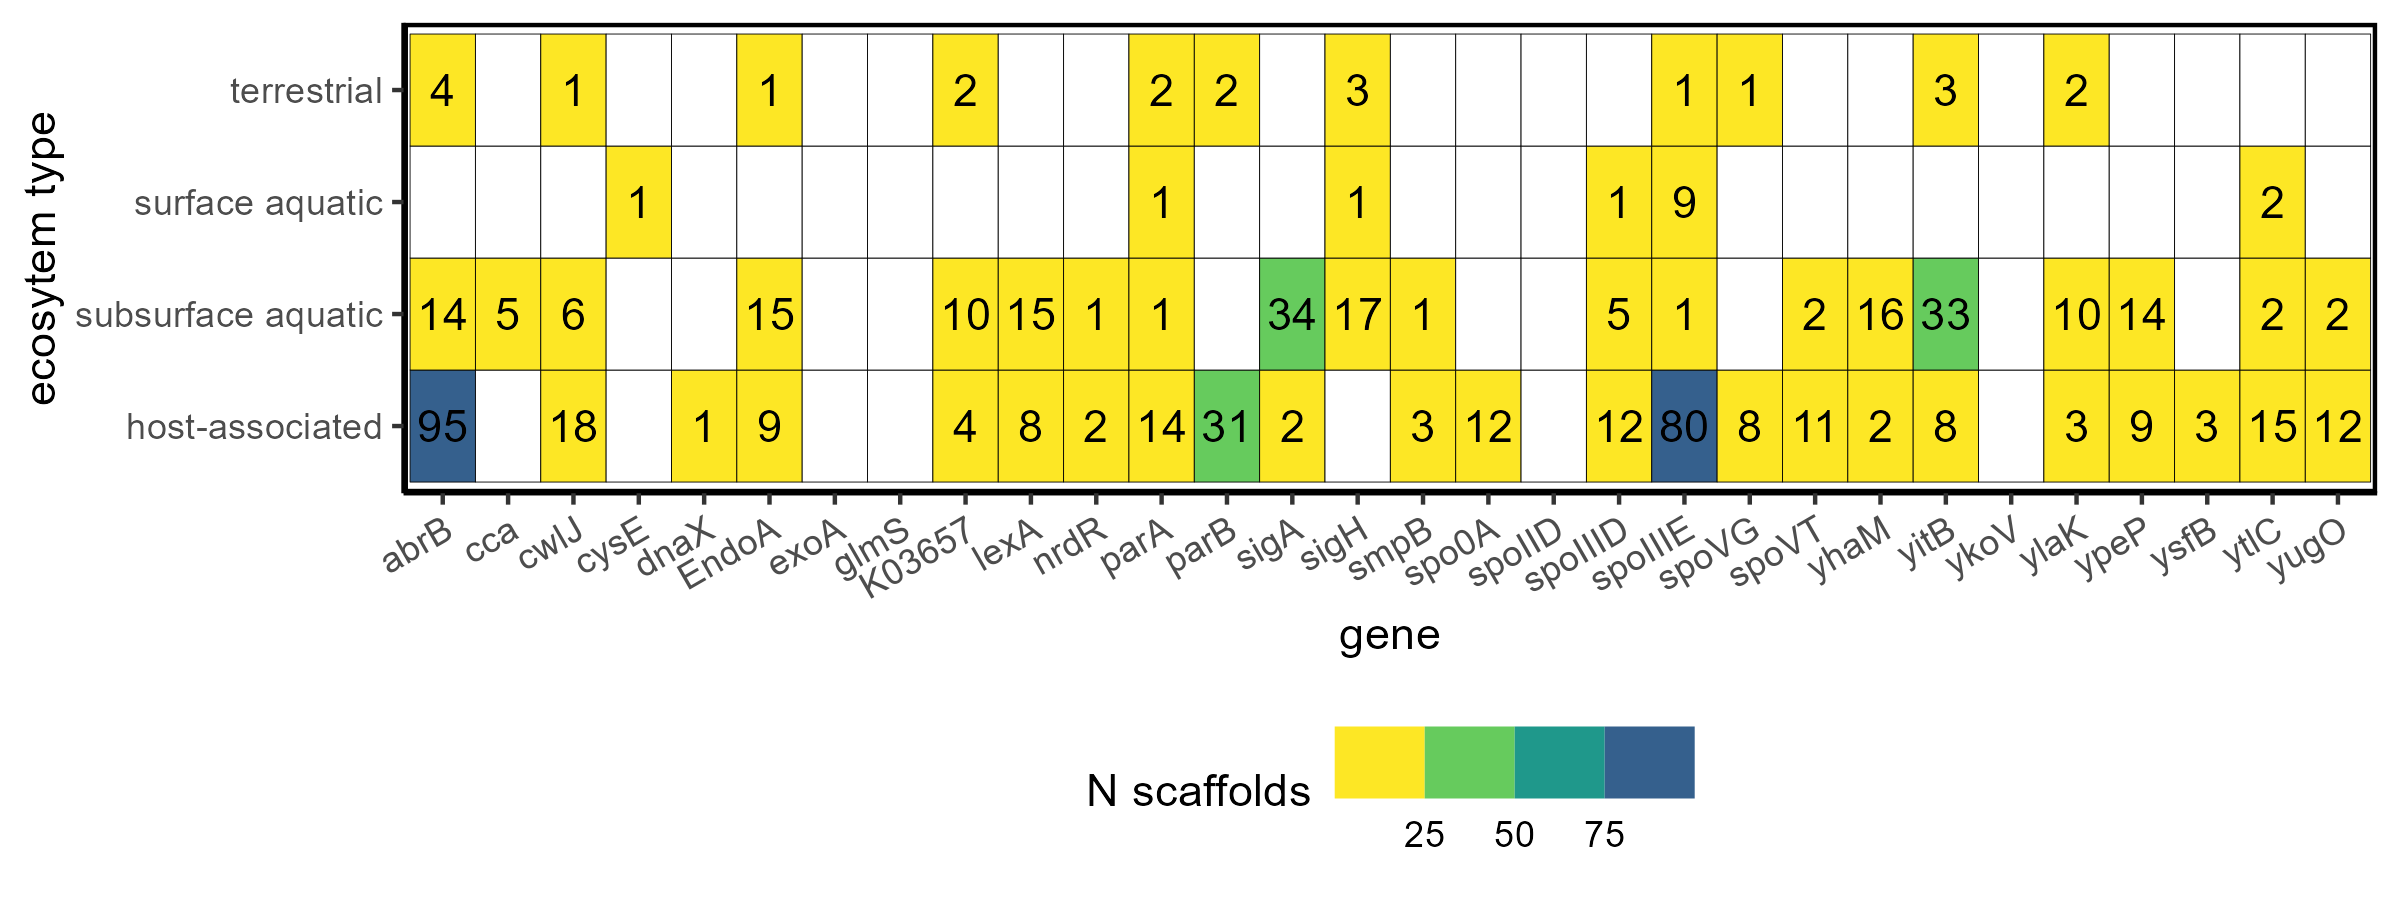 ecosytem type
terrestrial 4 1 1 2 2 2 3 1 1 3 2
surface aquatic 1 1 1 1 9 2
subsurface aquatic 14 5 6 15 10 15 1 1 34 17 1 5 1 2 16 33 10 14 2 2
host-associated 95 18 1 9 4 8 2 14 31 2 3 12 12 80 8 11 2 8 3 9 3 15 12
abrB cca cwlJ cysE dnaX EndoA exoA glmS K03657 lexA nrdR parA parB sigA sigH smpB spo0A spoIID spoIIID spoIIIE spoVG spoVT yhaM yitB ykoV ylaK ypeP ysfB ytlC yugO
gene
N scaffolds
25 50 75